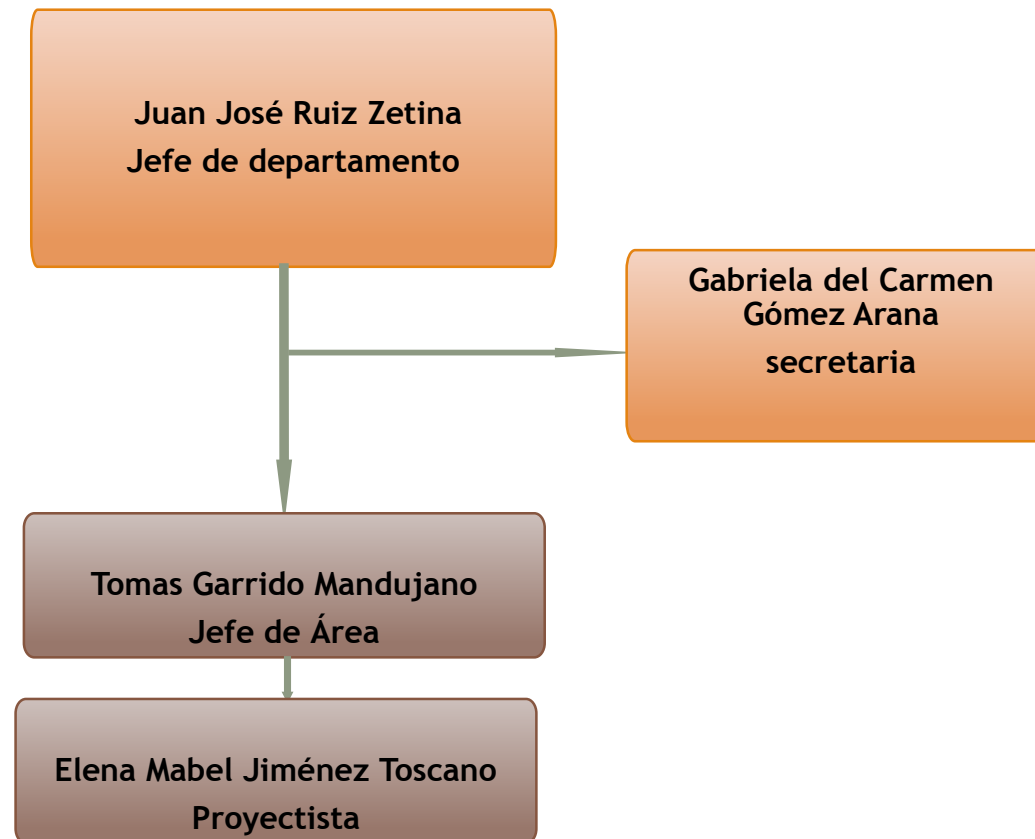 Juan José Ruiz Zetina
Jefe de departamento
Gabriela del Carmen
Gómez Arana
secretaria
Tomas Garrido Mandujano
Jefe de Área
Elena Mabel Jiménez Toscano
Proyectista